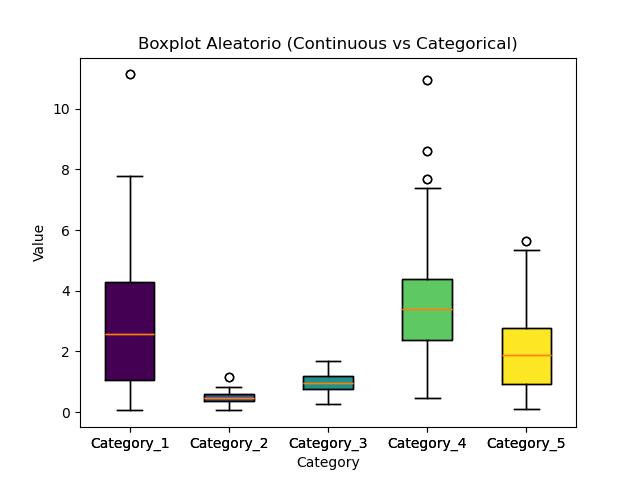 Boxplot Aleatorio (Continuous vs Categorical)
Value
10
8
6
4
2
0
Category_1 Category_2 Category_3 Category_4 Category_5
Category